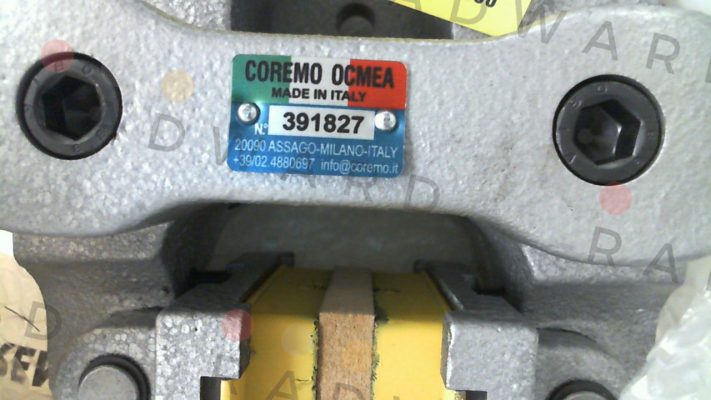 COREMO OCMEA
MADE IN ITALY
N° 391827
20090 ASSAGO-MILANO-ITALY
+39/02.4880697 info@coremo.it